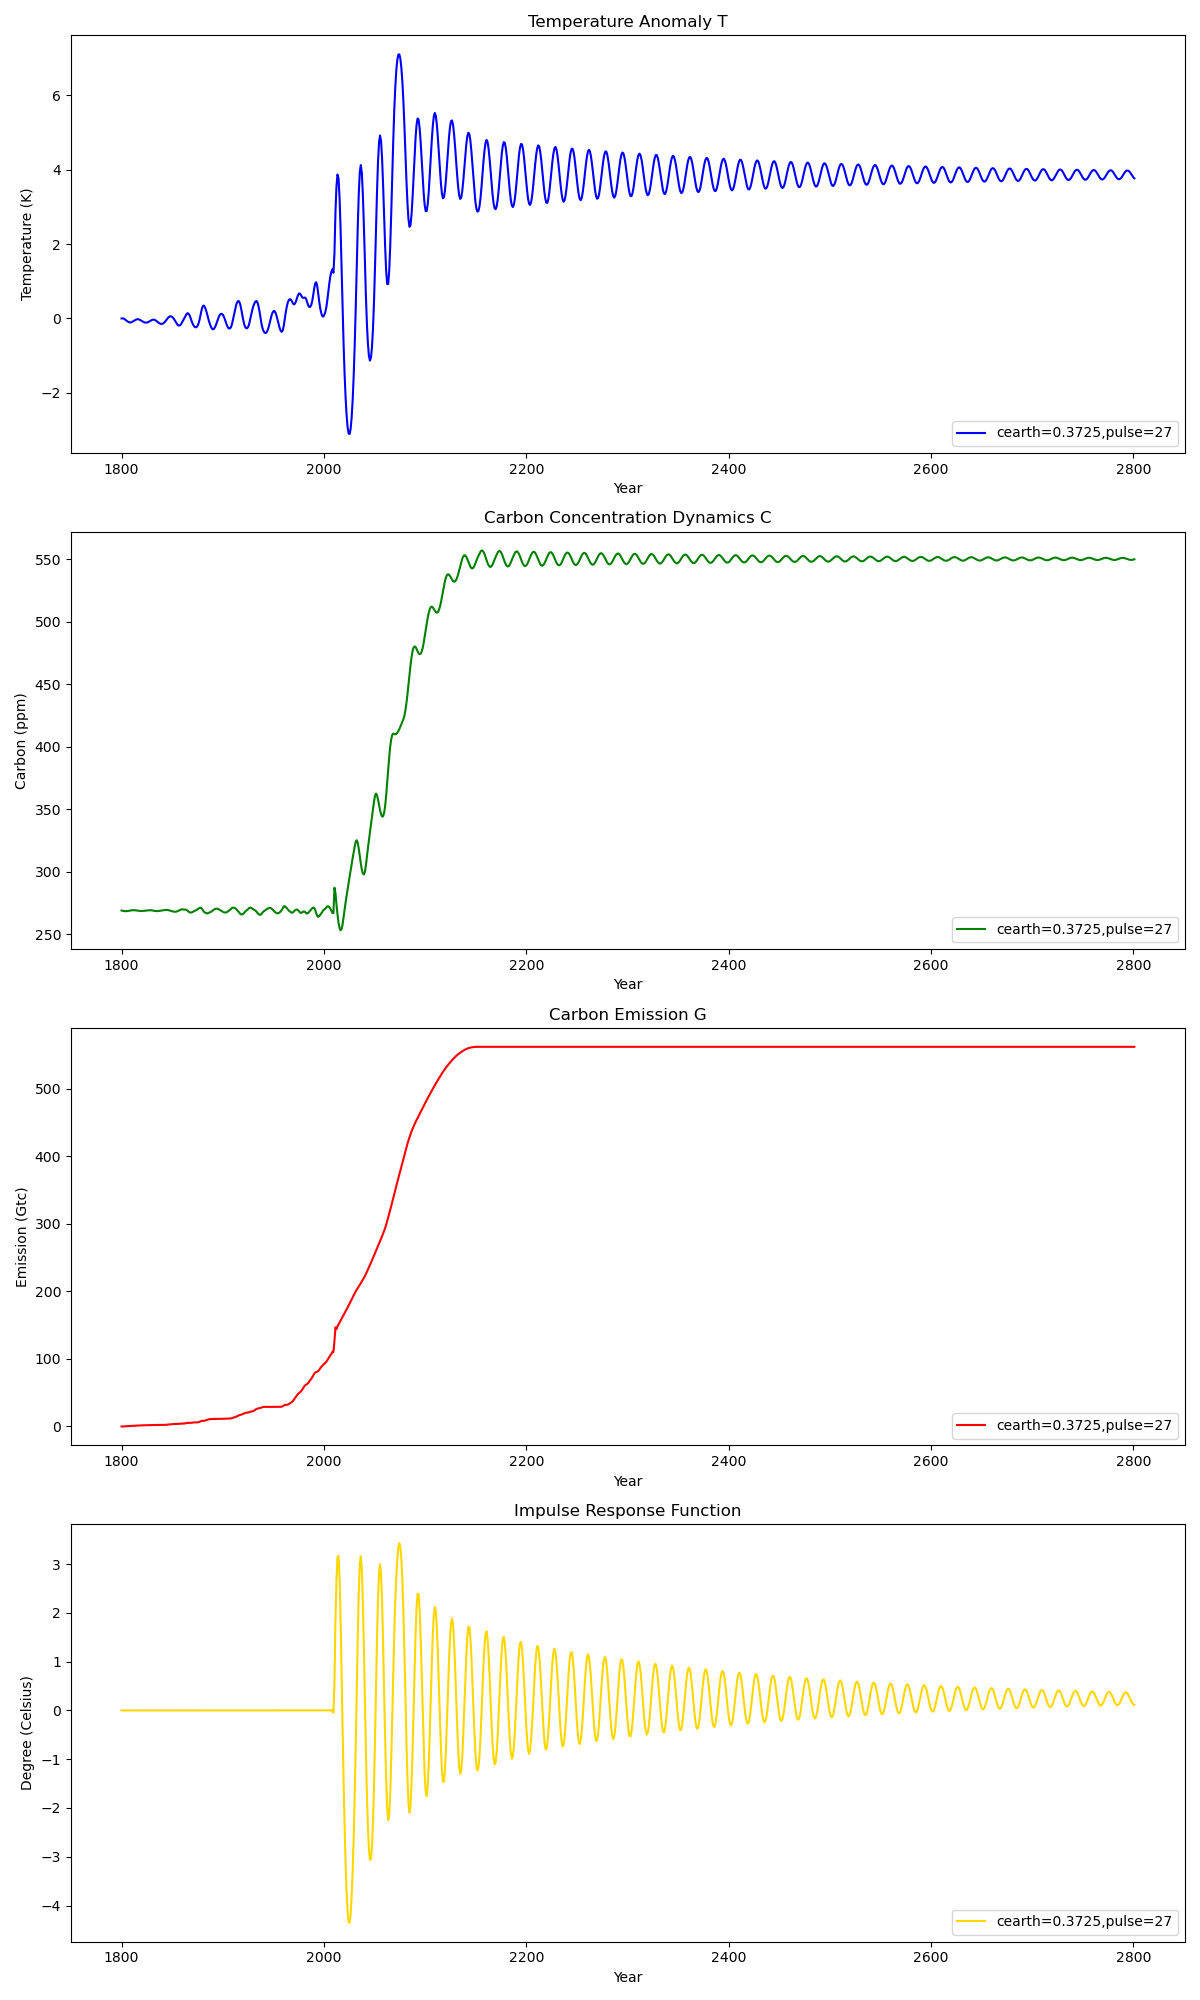 Temperature Anomaly T
6
4
2
0
−2
Temperature (K)
cearth=0.3725,pulse=27
1800 2000 2200 2400 2600 2800
Year
Carbon Concentration Dynamics C
550
500
450
400
350
300
250
Carbon (ppm)
cearth=0.3725,pulse=27
1800 2000 2200 2400 2600 2800
Year
Carbon Emission G
500
400
300
200
100
0
Emission (Gtc)
cearth=0.3725,pulse=27
1800 2000 2200 2400 2600 2800
Year
Impulse Response Function
3
2
1
0
−1
−2
−3
−4
Degree (Celsius)
cearth=0.3725,pulse=27
1800 2000 2200 2400 2600 2800
Year